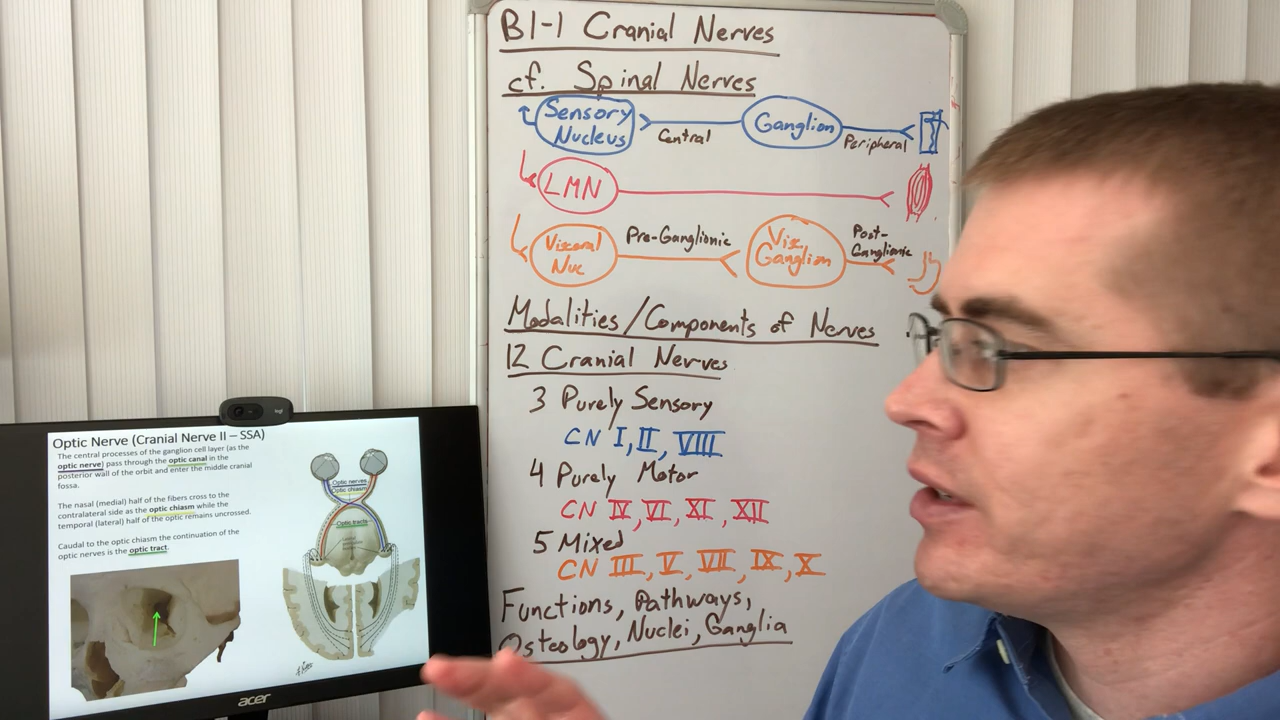 B1-1 Cranial Nerves
cf. Spinal Nerves
Sensory
Nucleus
Central
Ganglion
Peripheral
LMN
Visceral
Nuc
Pre-Ganglionic
Visc
Ganglion
Post-
Ganglionic
Modalities/Components of Nerves
12 Cranial Nerves
3 Purely Sensory
CN I, II, VIII
4 Purely Motor
CN IV, VI, XI, XII
5 Mixed
CN III, V, VII, IX, X
Functions, Pathways,
Osteology, Nuclei, Ganglia
Optic Nerve (Cranial Nerve II – SSA)
The central processes of the ganglion cell layer (as the
optic nerve) pass through the optic canal in the
posterior wall of the orbit and enter the middle cranial
fossa.
The nasal (medial) half of the fibers cross to the
contralateral side as the optic chiasm while the
temporal (lateral) half of the optic remains uncrossed.
Caudal to the optic chiasm the continuation of the
optic nerves is the optic tract.
Optic nerves
Optic chiasm
Optic tracts
acer